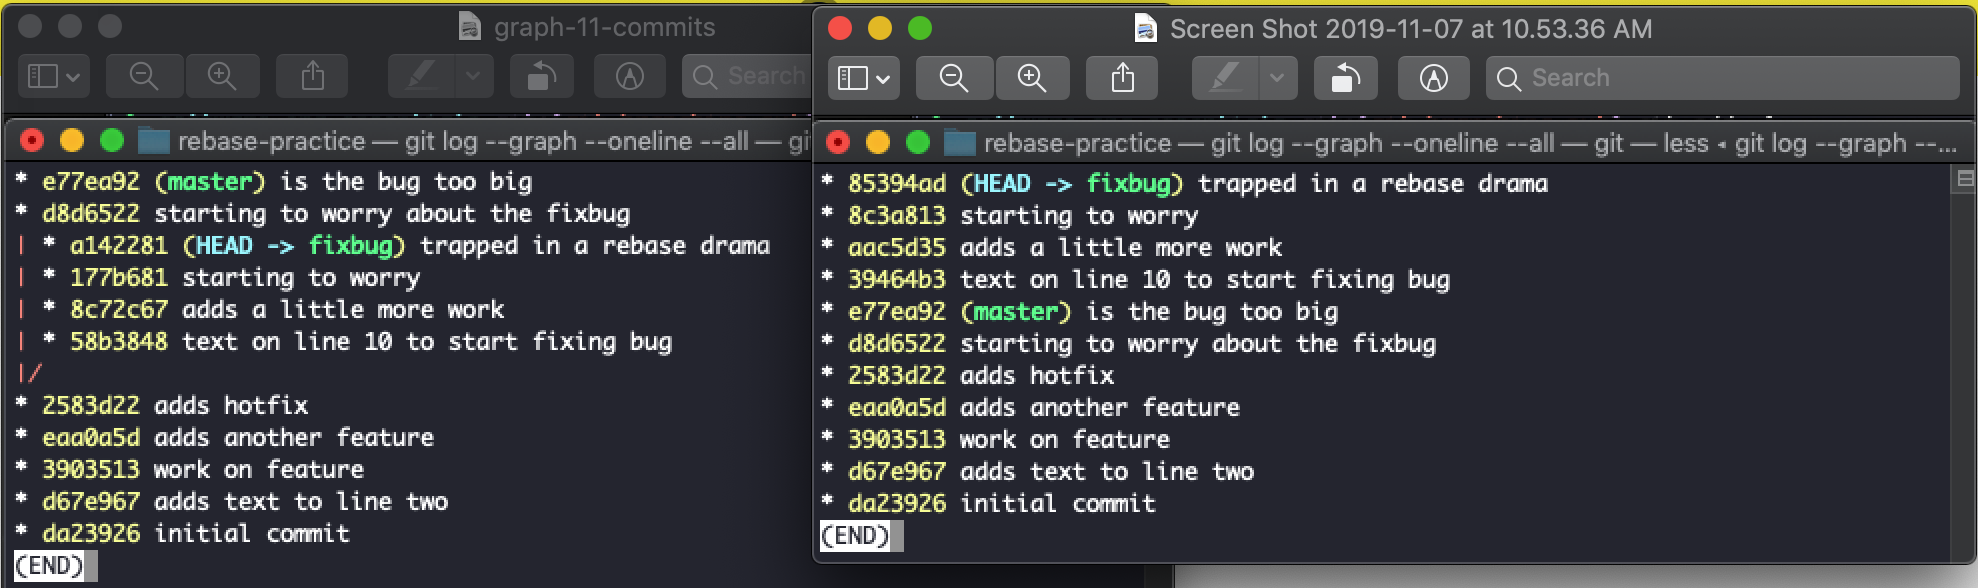 graph-11-commits
Search
rebase-practice — git log --graph --oneline --all — gi
* e77ea92 (master) is the bug too big
* d8d6522 starting to worry about the fixbug
| * a142281 (HEAD -> fixbug) trapped in a rebase drama
| * 177b681 starting to worry
| * 8c72c67 adds a little more work
| * 58b3848 text on line 10 to start fixing bug
|/
* 2583d22 adds hotfix
* eaa0a5d adds another feature
* 3903513 work on feature
* d67e967 adds text to line two
* da23926 initial commit
(END)
Screen Shot 2019-11-07 at 10.53.36 AM
Search
rebase-practice — git log --graph --oneline --all — git — less ◂ git log --graph --...
* 85394ad (HEAD -> fixbug) trapped in a rebase drama
* 8c3a813 starting to worry
* aac5d35 adds a little more work
* 39464b3 text on line 10 to start fixing bug
* e77ea92 (master) is the bug too big
* d8d6522 starting to worry about the fixbug
* 2583d22 adds hotfix
* eaa0a5d adds another feature
* 3903513 work on feature
* d67e967 adds text to line two
* da23926 initial commit
(END)